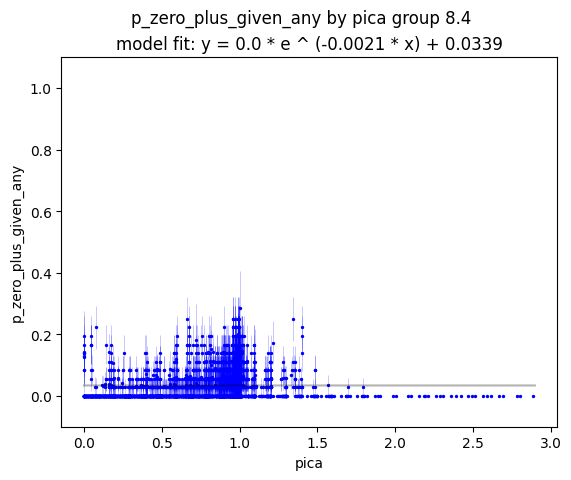 p_zero_plus_given_any by pica group 8.4
model fit: y = 0.0 * e ^ (-0.0021 * x) + 0.0339
1.0
0.8
0.6
0.4
0.2
0.0
p_zero_plus_given_any
0.0 0.5 1.0 1.5 2.0 2.5 3.0
pica